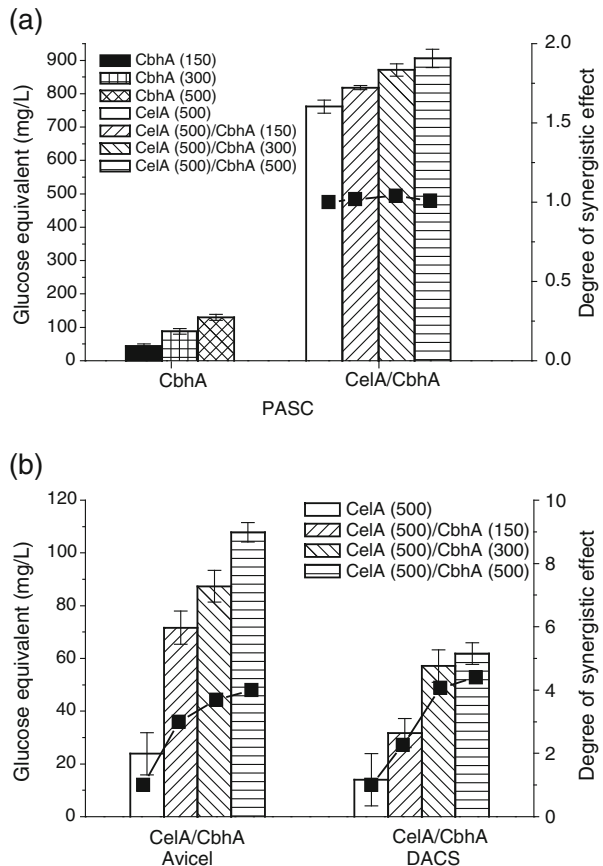 (a)
Glucose equivalent (mg/L)
900
800
700
600
500
400
300
200
100
0
CbhA (150)
CbhA (300)
CbhA (500)
CelA (500)
CelA (500)/CbhA (150)
CelA (500)/CbhA (300)
CelA (500)/CbhA (500)
2.0
1.5
1.0
0.5
0.0
Degree of synergistic effect
CbhA CelA/CbhA
PASC
(b)
Glucose equivalent (mg/L)
120
100
80
60
40
20
0
CelA (500)
CelA (500)/CbhA (150)
CelA (500)/CbhA (300)
CelA (500)/CbhA (500)
10
8
6
4
2
0
Degree of synergistic effect
CelA/CbhA CelA/CbhA
Avicel DACS